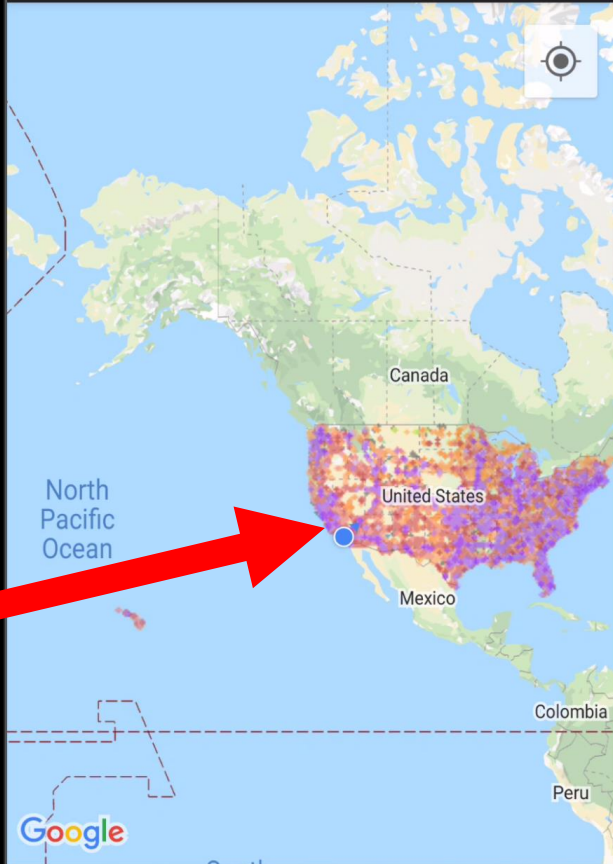 Canada
North
Pacific
Ocean
United States
Mexico
Colombia
Peru
Google